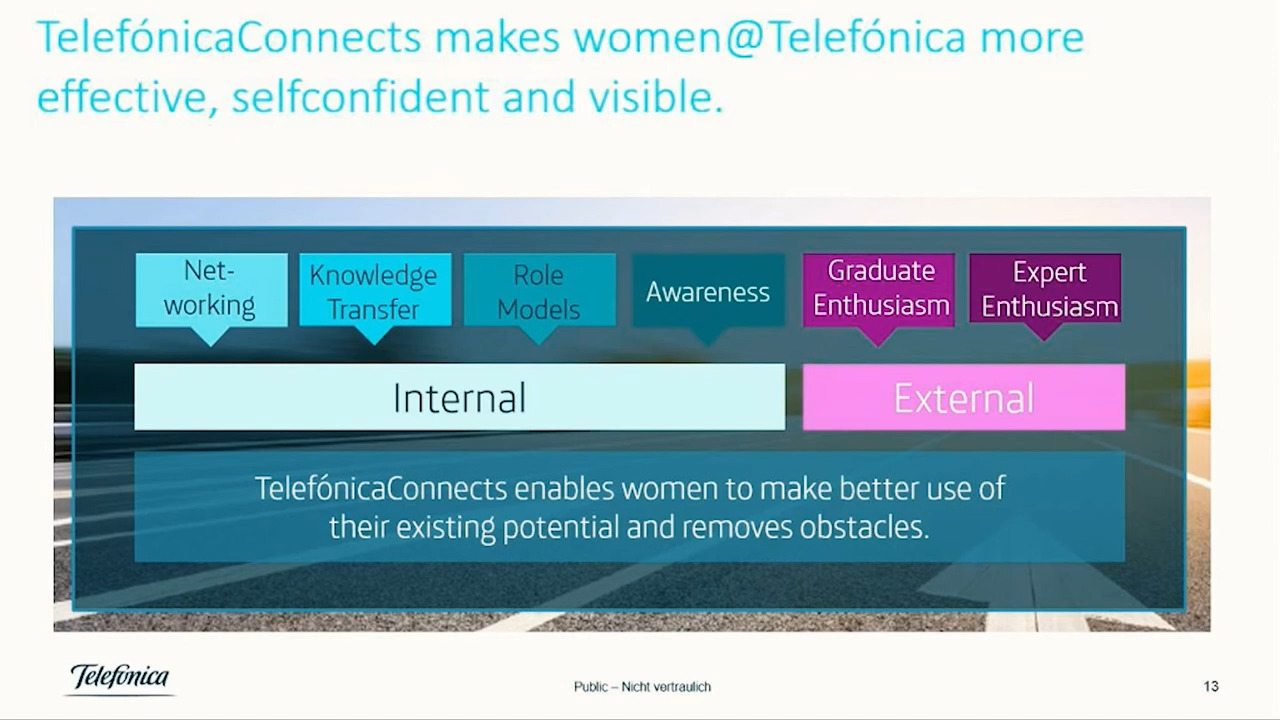 TelefónicaConnects makes women@Telefónica more
effective, selfconfident and visible.
Net-
working
Knowledge
Transfer
Role
Models
Awareness
Graduate
Enthusiasm
Expert
Enthusiasm
Internal
External
TelefónicaConnects enables women to make better use of
their existing potential and removes obstacles.
Telefónica
Public – Nicht vertraulich
13